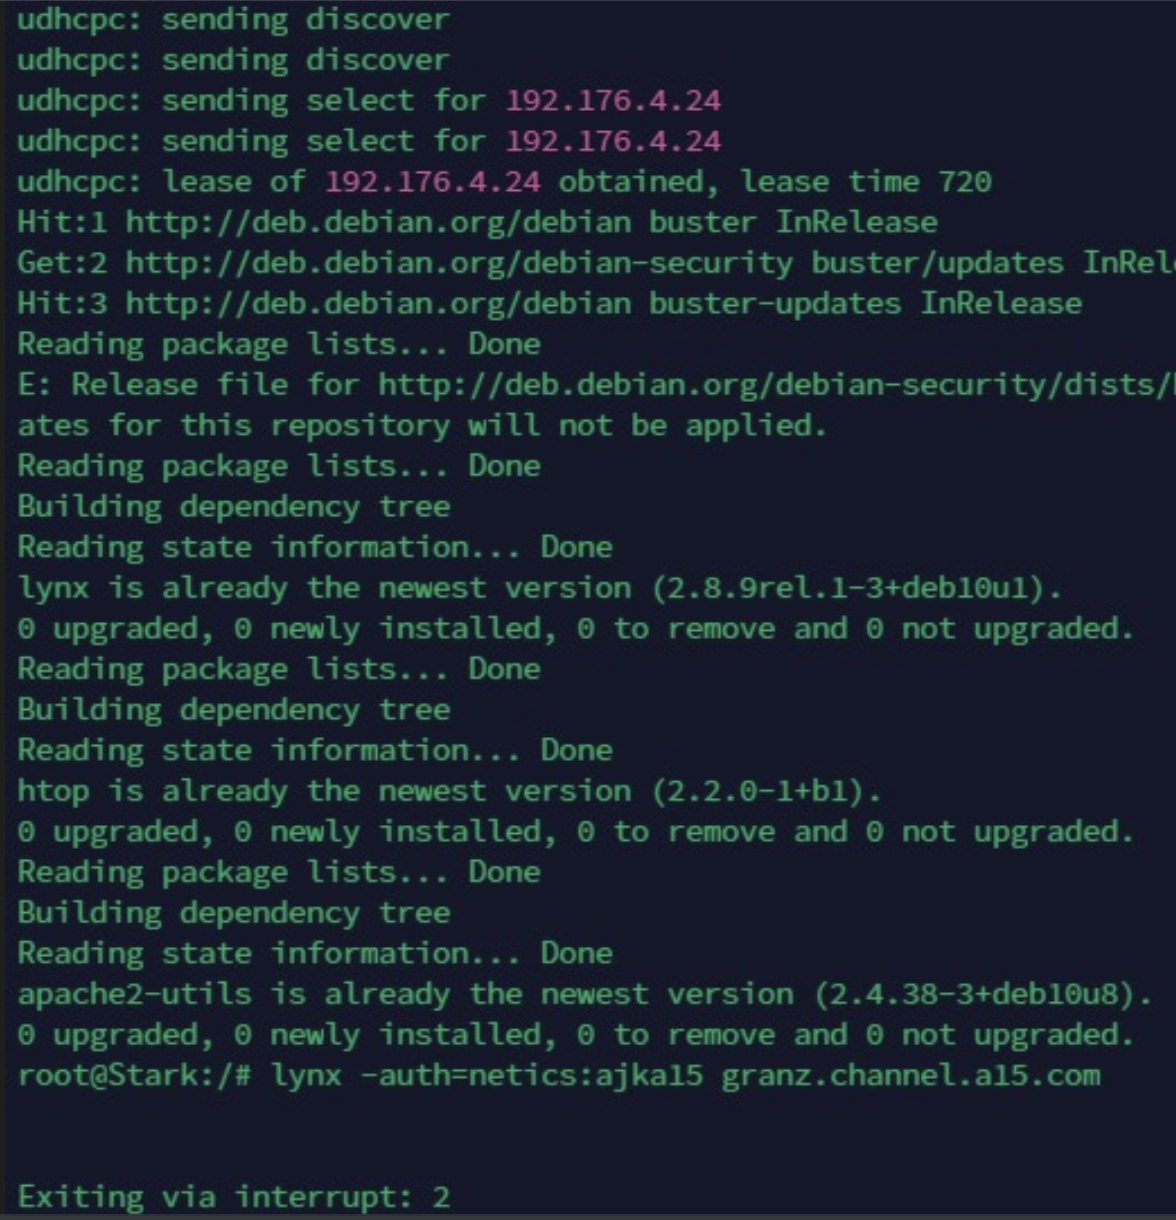 udhcpc: sending discover
udhcpc: sending discover
udhcpc: sending select for 192.176.4.24
udhcpc: sending select for 192.176.4.24
udhcpc: lease of 192.176.4.24 obtained, lease time 720
Hit:1 http://deb.debian.org/debian buster InRelease
Get:2 http://deb.debian.org/debian-security buster/updates InRele
Hit:3 http://deb.debian.org/debian buster-updates InRelease
Reading package lists... Done
E: Release file for http://deb.debian.org/debian-security/dists/
ates for this repository will not be applied.
Reading package lists... Done
Building dependency tree
Reading state information... Done
lynx is already the newest version (2.8.9rel.1-3+deb10u1).
0 upgraded, 0 newly installed, 0 to remove and 0 not upgraded.
Reading package lists... Done
Building dependency tree
Reading state information... Done
htop is already the newest version (2.2.0-1+b1).
0 upgraded, 0 newly installed, 0 to remove and 0 not upgraded.
Reading package lists... Done
Building dependency tree
Reading state information... Done
apache2-utils is already the newest version (2.4.38-3+deb10u8).
0 upgraded, 0 newly installed, 0 to remove and 0 not upgraded.
root@Stark:/# lynx -auth=netics:ajka15 granz.channel.a15.com
Exiting via interrupt: 2